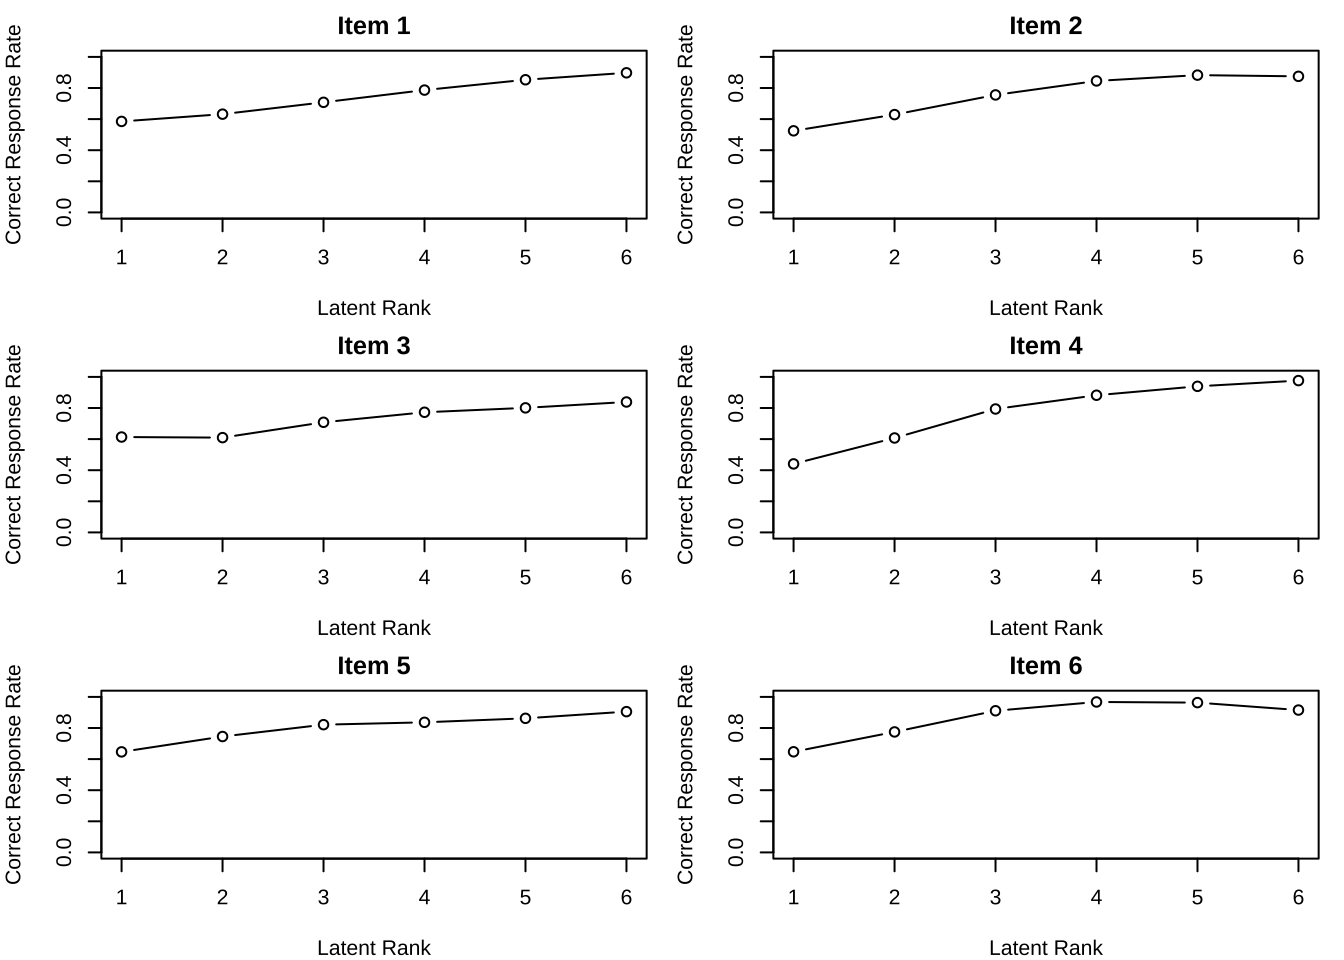 Item 1
Correct Response Rate
0.8
0.4
0.0
1 2 3 4 5 6
Latent Rank
Item 2
Correct Response Rate
0.8
0.4
0.0
1 2 3 4 5 6
Latent Rank
Item 3
Correct Response Rate
0.8
0.4
0.0
1 2 3 4 5 6
Latent Rank
Item 4
Correct Response Rate
0.8
0.4
0.0
1 2 3 4 5 6
Latent Rank
Item 5
Correct Response Rate
0.8
0.4
0.0
1 2 3 4 5 6
Latent Rank
Item 6
Correct Response Rate
0.8
0.4
0.0
1 2 3 4 5 6
Latent Rank